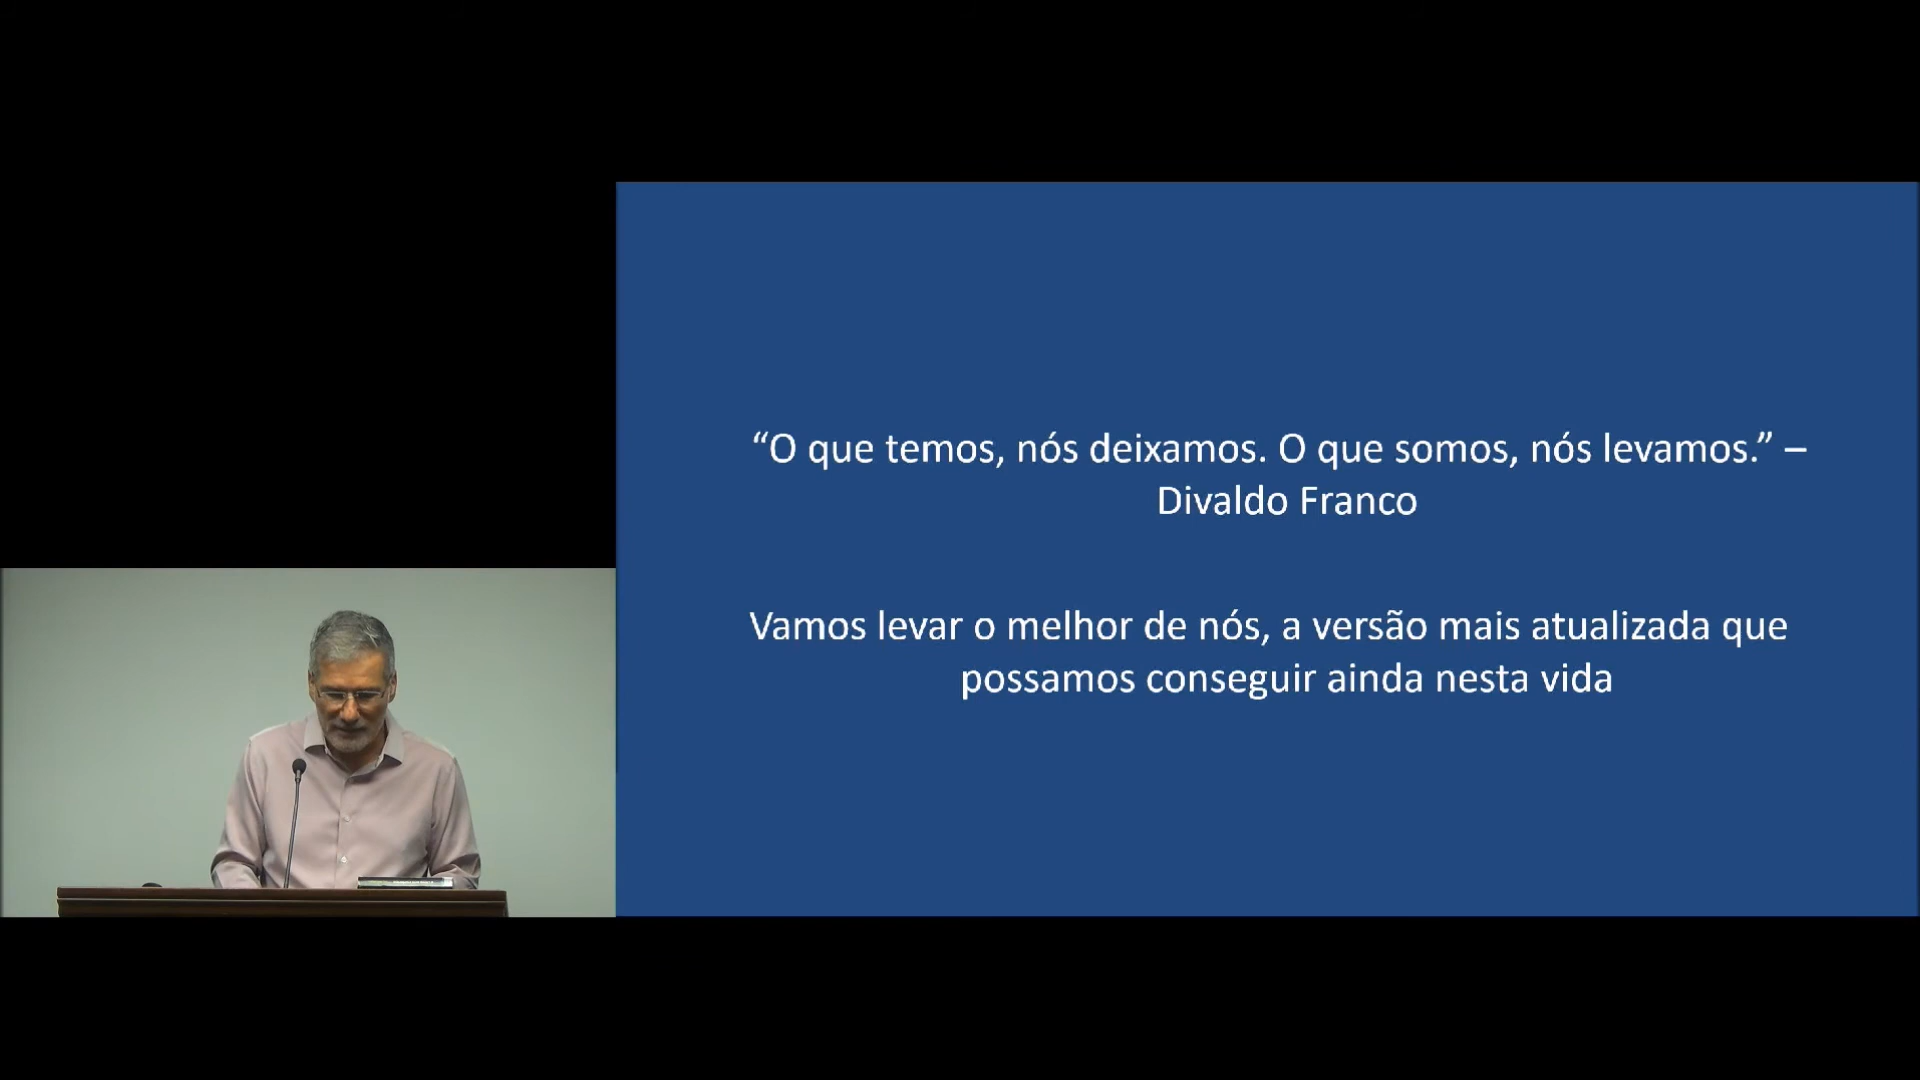 “O que temos, nós deixamos. O que somos, nós levamos.” –
Divaldo Franco
Vamos levar o melhor de nós, a versão mais atualizada que
possamos conseguir ainda nesta vida